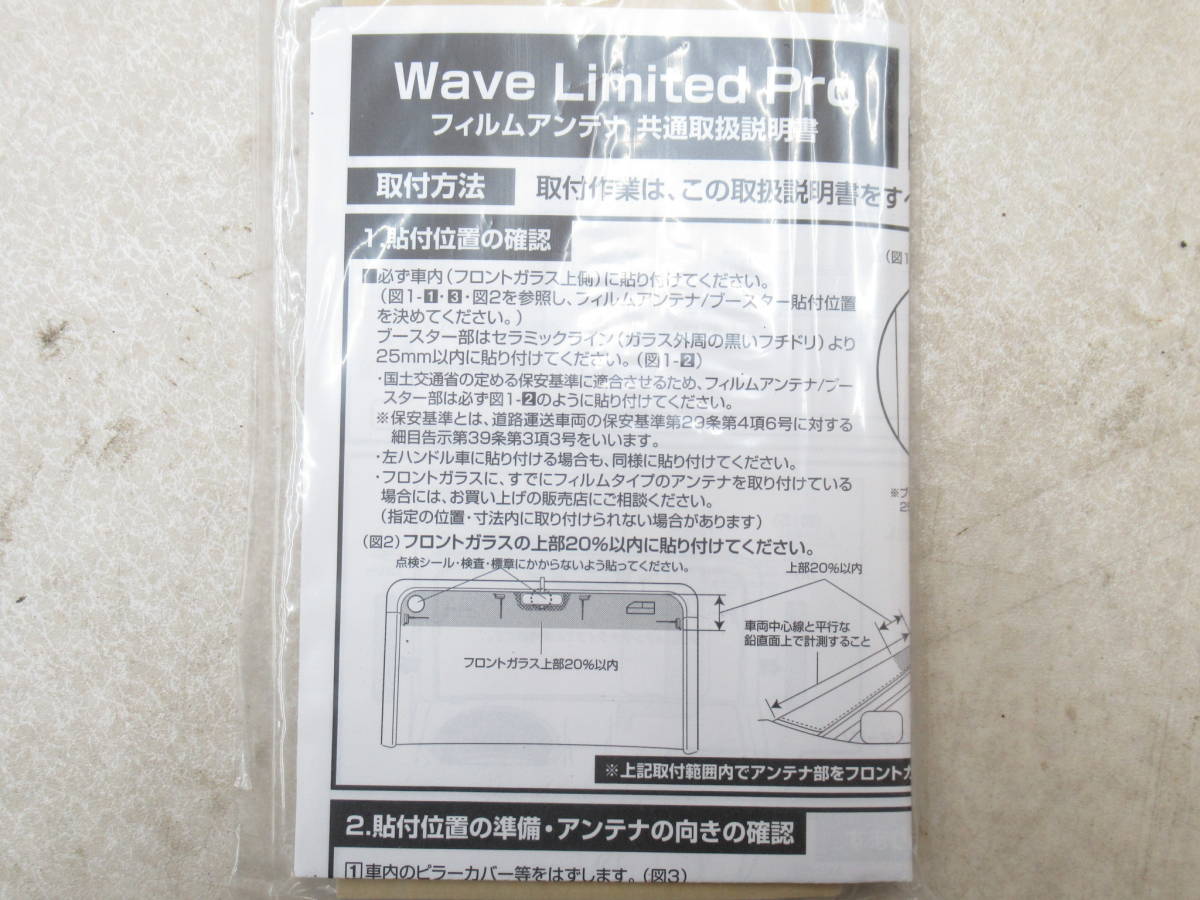 Wave Limited Pro
フィルムアンテナ 共通取扱説明書
取付方法 取付作業は、この取扱説明書をすべ
1.貼付位置の確認
(図1
■必ず車内(フロントガラス上側)に貼り付けてください。
(図1-1・3・図2を参照し、フィルムアンテナ/ブースター貼付位置
を決めてください。)
ブースター部はセラミックライン(ガラス外周の黒いフチドリ)より
25mm以内に貼り付けてください。(図1-2)
・国土交通省の定める保安基準に適合させるため、フィルムアンテナ/ブー
スター部は必ず図1-2のように貼り付けてください。
※保安基準とは、道路運送車両の保安基準第29条第4項6号に対する
細目告示第39条第3項3号をいいます。
・左ハンドル車に貼り付ける場合も、同様に貼り付けてください。
・フロントガラスに、すでにフィルムタイプのアンテナを取り付けている
場合には、お買い上げの販売店にご相談ください。
(指定の位置・寸法内に取り付けられない場合があります)
※ブ
25
(図2)フロントガラスの上部20%以内に貼り付けてください。
点検シール・検査・標章にかからないよう貼ってください。
上部20%以内
車両中心線と平行な
鉛直面上で計測すること
フロントガラス上部20%以内
※上記取付範囲内でアンテナ部をフロントガ
2.貼付位置の準備・アンテナの向きの確認
1車内のピラーカバー等をはずします。(図3)